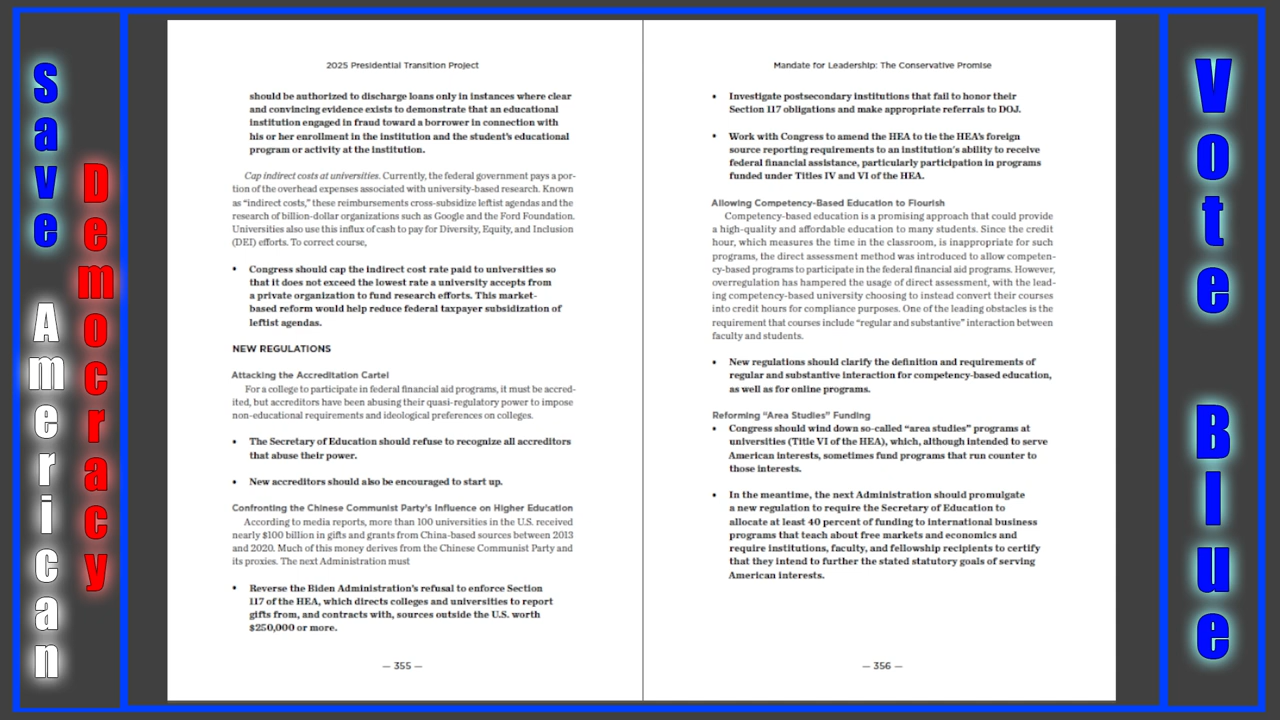 Save
American
Democracy
2025 Presidential Transition Project
should be authorized to discharge loans only in instances where clear
and convincing evidence exists to demonstrate that an educational
institution engaged in fraud toward a borrower in connection with
his or her enrollment in the institution and the student's educational
program or activity at the institution.
Cap indirect costs at universities. Currently, the federal government pays a por-
tion of the overhead expenses associated with university-based research. Known
as “indirect costs,” these reimbursements cross-subsidize leftist agendas and the
research of billion-dollar organizations such as Google and the Ford Foundation.
Universities also use this influx of cash to pay for Diversity, Equity, and Inclusion
(DEI) efforts. To correct course,
• Congress should cap the indirect cost rate paid to universities so
that it does not exceed the lowest rate a university accepts from
a private organization to fund research efforts. This market-
based reform would help reduce federal taxpayer subsidization of
leftist agendas.
NEW REGULATIONS
Attacking the Accreditation Cartel
For a college to participate in federal financial aid programs, it must be accred-
ited, but accreditors have been abusing their quasi-regulatory power to impose
non-educational requirements and ideological preferences on colleges.
• The Secretary of Education should refuse to recognize all accreditors
that abuse their power.
• New accreditors should also be encouraged to start up.
Confronting the Chinese Communist Party's Influence on Higher Education
According to media reports, more than 100 universities in the U.S. received
nearly $100 billion in gifts and grants from China-based sources between 2013
and 2020. Much of this money derives from the Chinese Communist Party and
its proxies. The next Administration must
• Reverse the Biden Administration's refusal to enforce Section
117 of the HEA, which directs colleges and universities to report
gifts from, and contracts with, sources outside the U.S. worth
$250,000 or more.
— 355 —
Mandate for Leadership: The Conservative Promise
• Investigate postsecondary institutions that fail to honor their
Section 117 obligations and make appropriate referrals to DOJ.
• Work with Congress to amend the HEA to tie the HEA's foreign
source reporting requirements to an institution's ability to receive
federal financial assistance, particularly participation in programs
funded under Titles IV and VI of the HEA.
Allowing Competency-Based Education to Flourish
Competency-based education is a promising approach that could provide
a high-quality and affordable education to many students. Since the credit
hour, which measures the time in the classroom, is inappropriate for such
programs, the direct assessment method was introduced to allow competen-
cy-based programs to participate in the federal financial aid programs. However,
overregulation has hampered the usage of direct assessment, with the lead-
ing competency-based university choosing to instead convert their courses
into credit hours for compliance purposes. One of the leading obstacles is the
requirement that courses include “regular and substantive” interaction between
faculty and students.
• New regulations should clarify the definition and requirements of
regular and substantive interaction for competency-based education,
as well as for online programs.
Reforming “Area Studies” Funding
• Congress should wind down so-called “area studies” programs at
universities (Title VI of the HEA), which, although intended to serve
American interests, sometimes fund programs that run counter to
those interests.
• In the meantime, the next Administration should promulgate
a new regulation to require the Secretary of Education to
allocate at least 40 percent of funding to international business
programs that teach about free markets and economics and
require institutions, faculty, and fellowship recipients to certify
that they intend to further the stated statutory goals of serving
American interests.
— 356 —
Vote
Blue